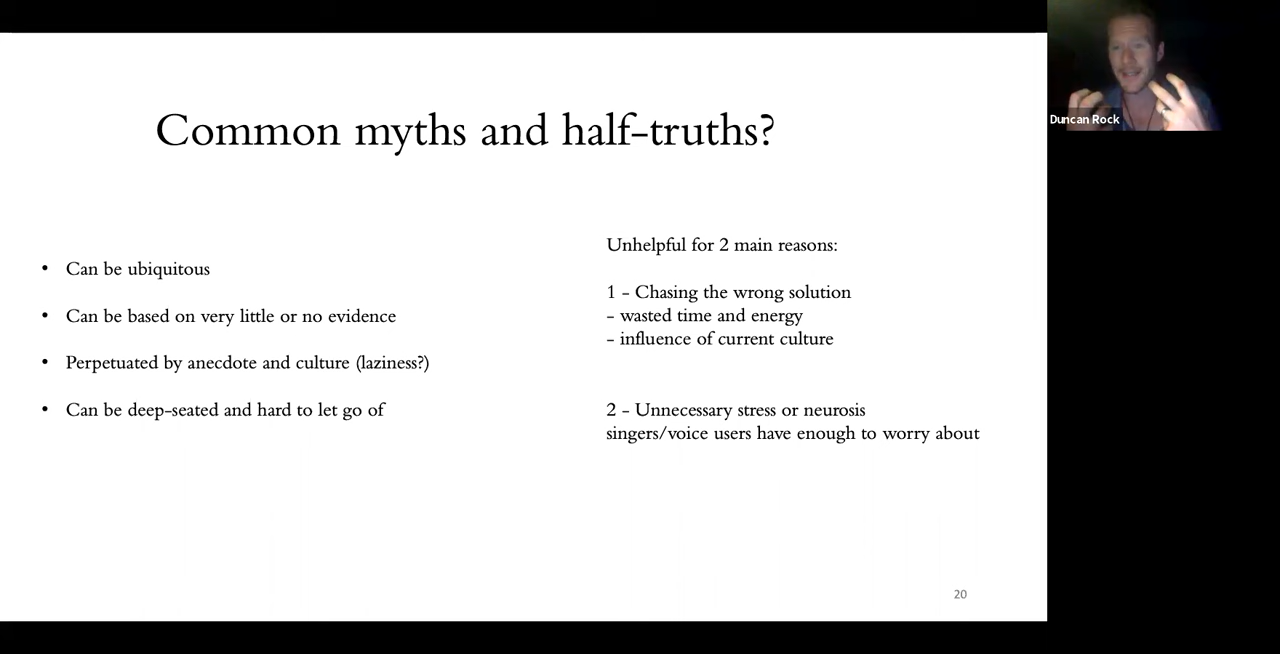 Common myths and half-truths?
• Can be ubiquitous
• Can be based on very little or no evidence
• Perpetuated by anecdote and culture (laziness?)
• Can be deep-seated and hard to let go of
Unhelpful for 2 main reasons:
1 - Chasing the wrong solution
- wasted time and energy
- influence of current culture
2 - Unnecessary stress or neurosis
singers/voice users have enough to worry about
20
Duncan Rock